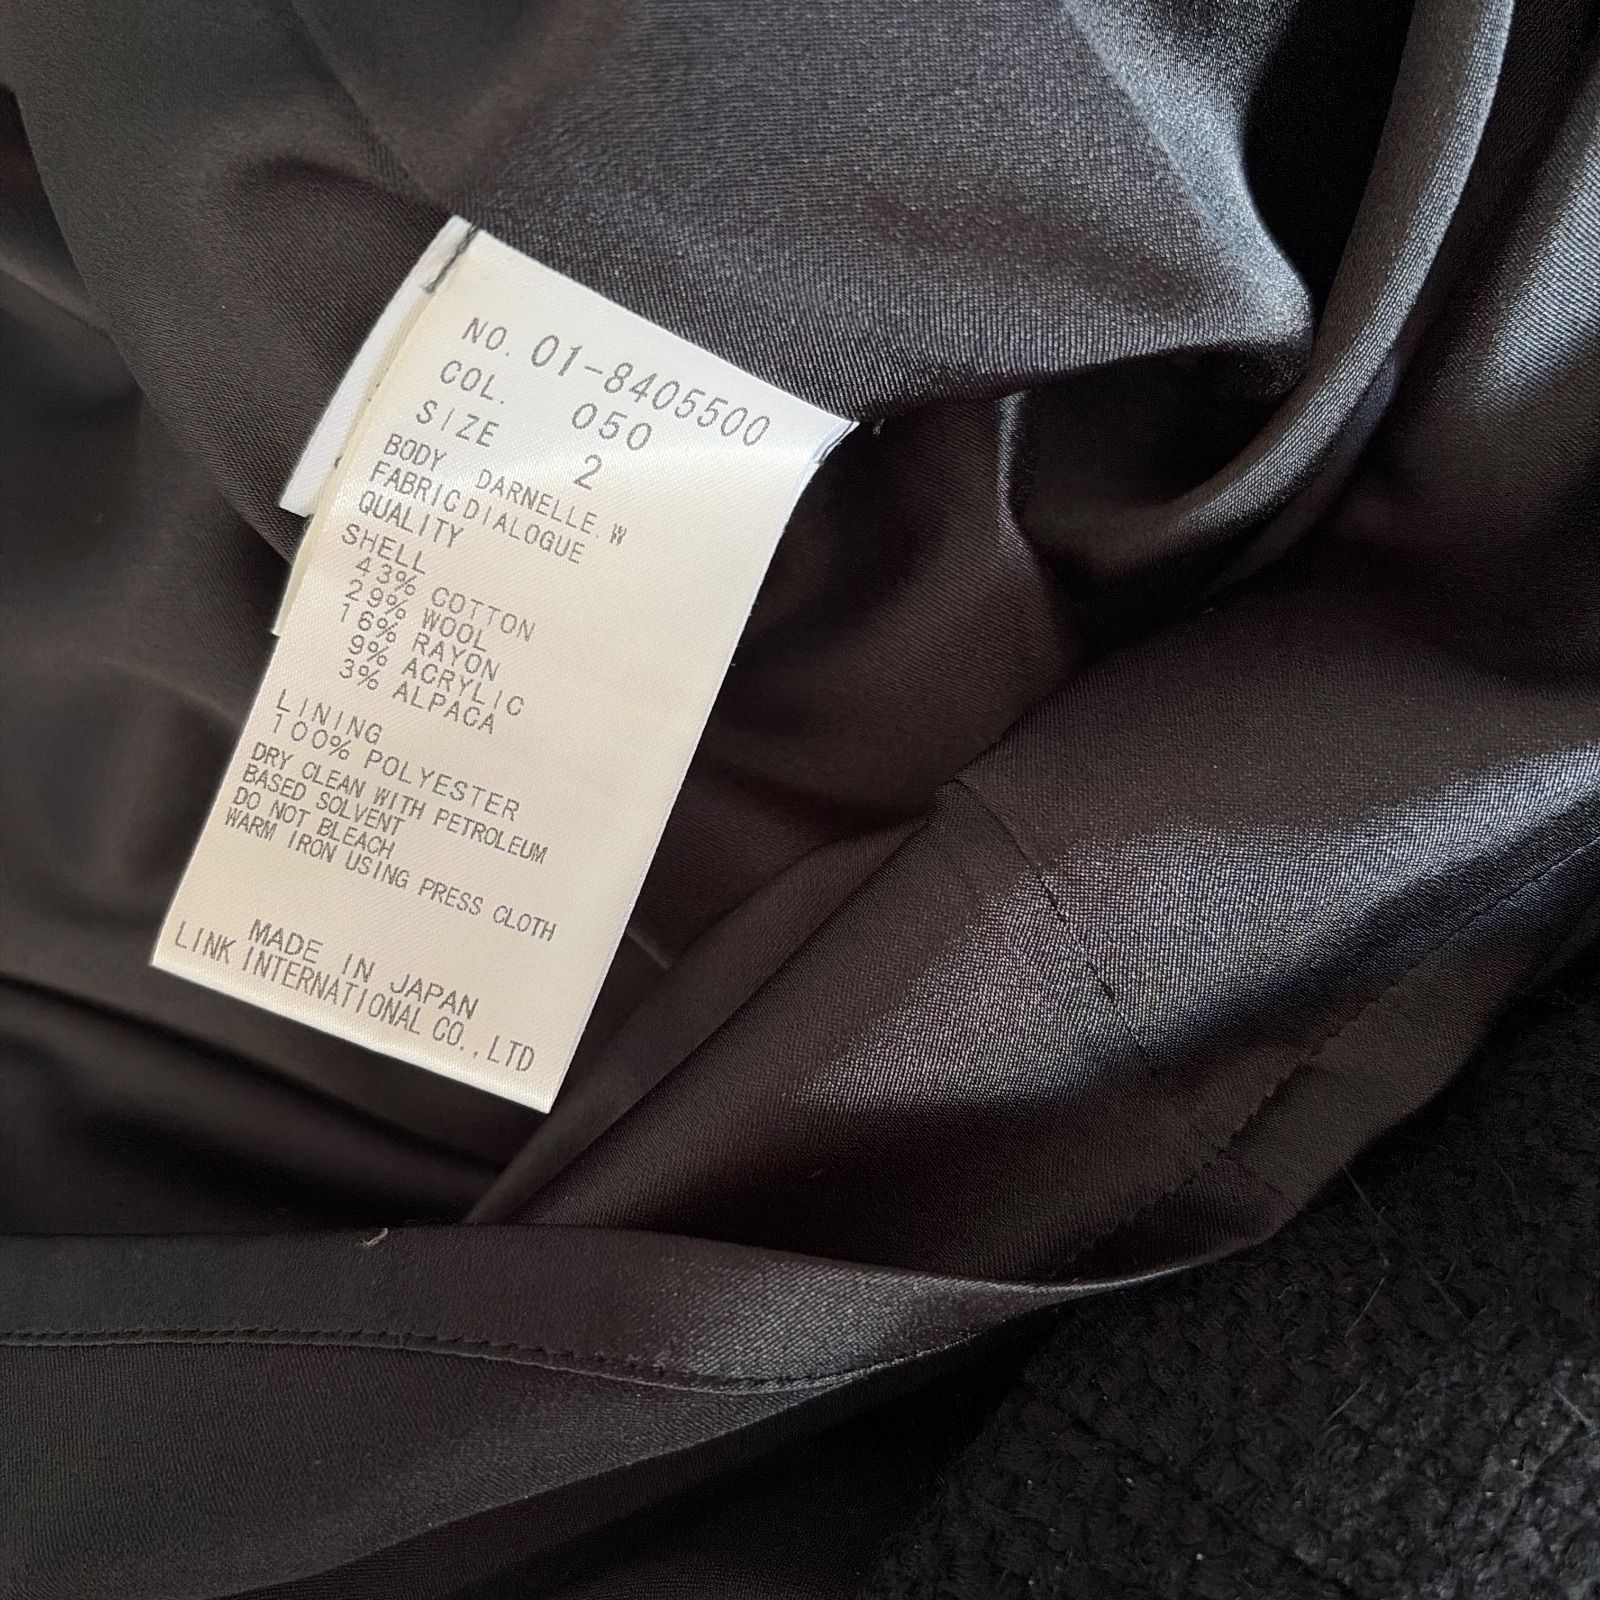 NO. 01-8405500
COL. 050
SIZE 2
BODY DARNELLE.W
FABRIC DIALOGUE
QUALITY
SHELL
43% COTTON
29% WOOL
16% RAYON
9% ACRYLIC
3% ALPACA
LINING
100% POLYESTER
DRY CLEAN WITH PETROLEUM
BASED SOLVENT
DO NOT BLEACH
WARM IRON USING PRESS CLOTH
MADE IN JAPAN
LINK INTERNATIONAL CO.,LTD